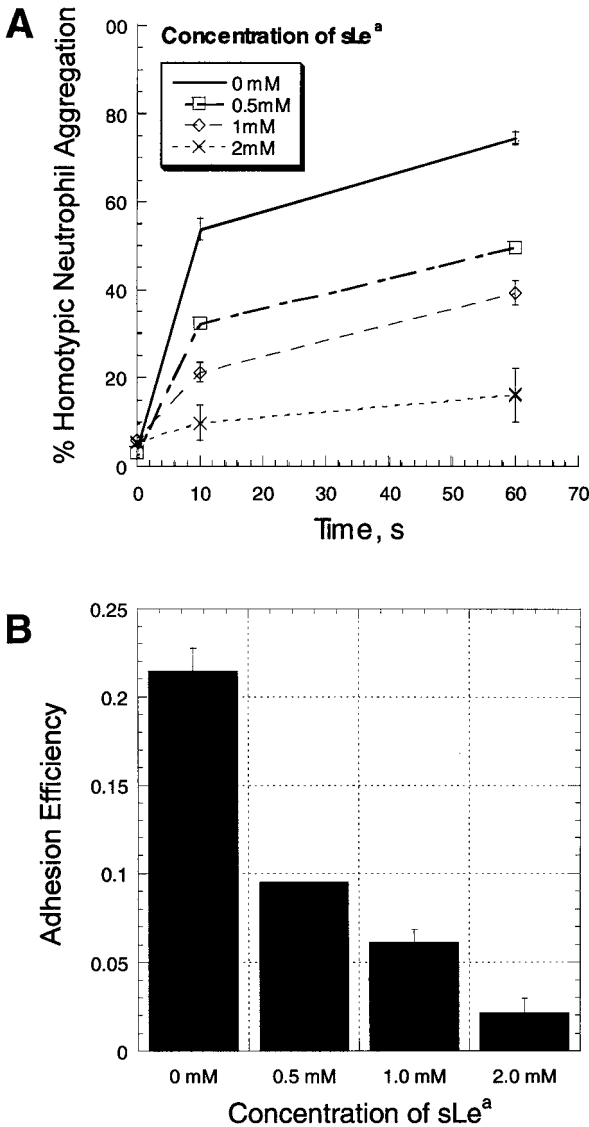 A
% Homotypic Neutrophil Aggregation
Concentration of sLeᵃ
0 mM
0.5mM
1mM
2mM
00
80
60
40
20
0
0 10 20 30 40 50 60 70
Time, s
B
Adhesion Efficiency
0.25
0.2
0.15
0.1
0.05
0
0 mM 0.5 mM 1.0 mM 2.0 mM
Concentration of sLeᵃ